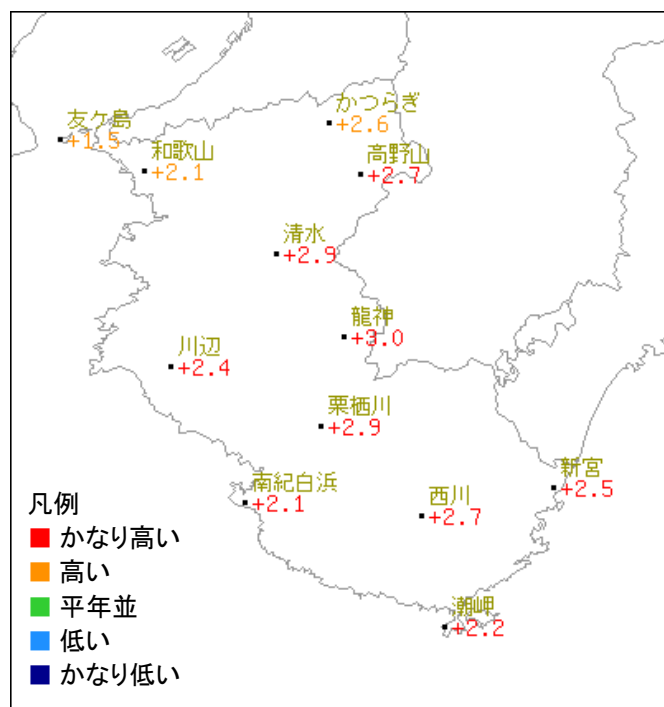 友ケ島
+1.5
和歌山
+2.1
かつらぎ
+2.6
高野山
+2.7
清水
+2.9
龍神
+3.0
川辺
+2.4
栗栖川
+2.9
南紀白浜
+2.1
西川
+2.7
新宮
+2.5
潮岬
+2.2
凡例
かなり高い
高い
平年並
低い
かなり低い